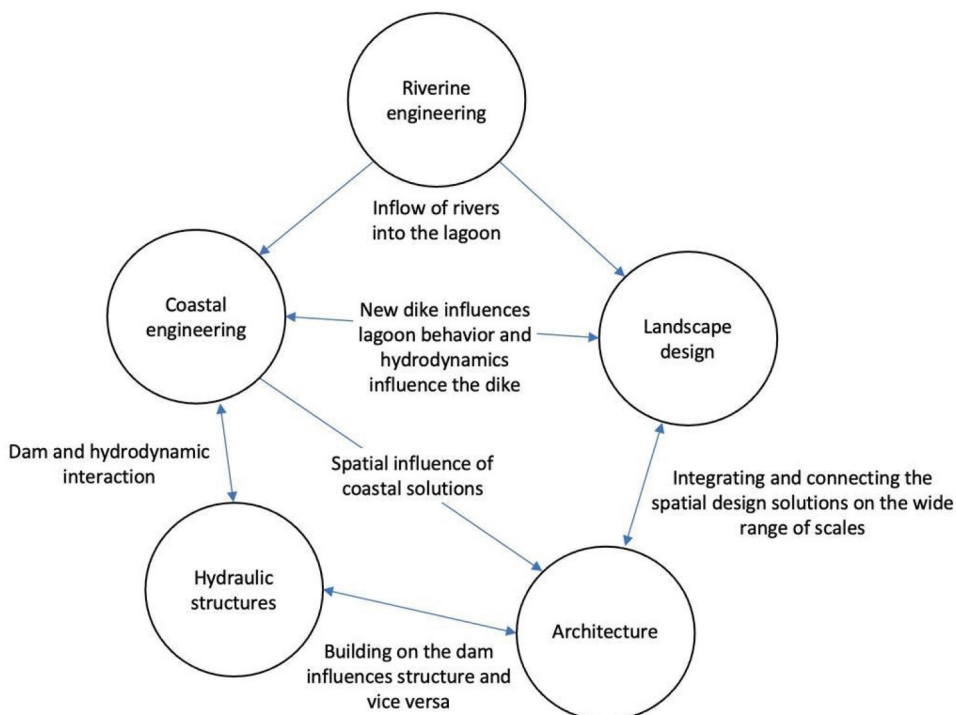 Riverine
engineering
Inflow of rivers
into the lagoon
Coastal
engineering
New dike influences
lagoon behavior and
hydrodynamics
influence the dike
Landscape
design
Dam and hydrodynamic
interaction
Spatial influence of
coastal solutions
Integrating and connecting the
spatial design solutions on the wide
range of scales
Hydraulic
structures
Architecture
Building on the dam
influences structure and
vice versa